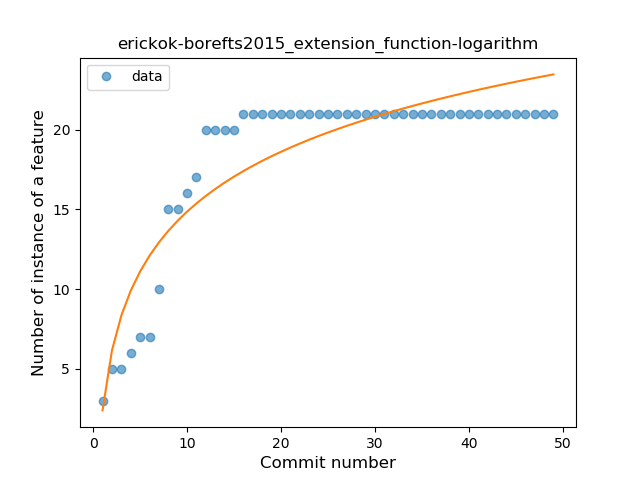 erickok-borefts2015_extension_function-logarithm
data
Number of instance of a feature
20
15
10
5
0
10
20
30
40
50
Commit number